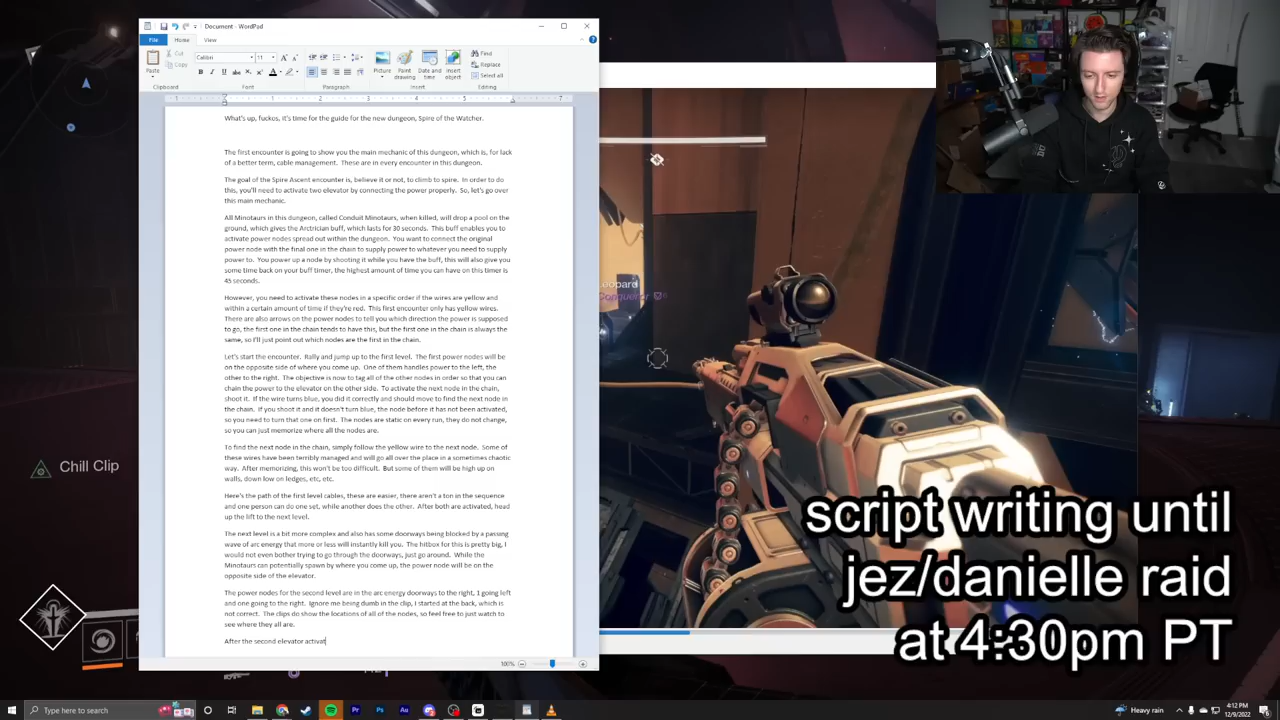 Document - WordPad
File
Home
View
Paste
Cut
Copy
Calibri
11
Picture
Paint drawing
Date and time
Insert object
Find
Replace
Select all
Clipboard
Font
Paragraph
Insert
Editing
What's up, fuckos, it's time for the guide for the new dungeon, Spire of the Watcher.
The first encounter is going to show you the main mechanic of this dungeon, which is, for lack
of a better term, cable management. These are in every encounter in this dungeon.
The goal of the Spire Ascent encounter is, believe it or not, to climb to spire. In order to do
this, you'll need to activate two elevator by connecting the power properly. So, let's go over
this main mechanic.
All Minotaurs in this dungeon, called Conduit Minotaurs, when killed, will drop a pool on the
ground, which gives the Arctrician buff, which lasts for 30 seconds. This buff enables you to
activate power nodes spread out within the dungeon. You want to connect the original
power node with the final one in the chain to supply power to whatever you need to supply
power to. You power up a node by shooting it while you have the buff, this will also give you
some time back on your buff timer, the highest amount of time you can have on this timer is
45 seconds.
However, you need to activate these nodes in a specific order if the wires are yellow and
within a certain amount of time if they're red. This first encounter only has yellow wires.
There are also arrows on the power nodes to tell you which direction the power is supposed
to go, the first one in the chain tends to have this, but the first one in the chain is always the
same, so I'll just point out which nodes are the first in the chain.
Let's start the encounter. Rally and jump up to the first level. The first power nodes will be
on the opposite side of where you come up. One of them handles power to the left, the
other to the right. The objective is now to tag all of the other nodes in order so that you can
chain the power to the elevator on the other side. To activate the next node in the chain,
shoot it. If the wire turns blue, you did it correctly and should move to find the next node in
the chain. If you shoot it and it doesn't turn blue, the node before it has not been activated,
so you need to turn that one on first. The nodes are static on every run, they do not change,
so you can just memorize where all the nodes are.
To find the next node in the chain, simply follow the yellow wire to the next node. Some of
these wires have been terribly managed and will go all over the place in a sometimes chaotic
way. After memorizing, this won't be too difficult. But some of them will be high up on
walls, down low on ledges, etc, etc.
Here's the path of the first level cables, these are easier, there aren't a ton in the sequence
and one person can do one set, while another does the other. After both are activated, head
up the lift to the next level.
The next level is a bit more complex and also has some doorways being blocked by a passing
wave of arc energy that more or less will instantly kill you. The hitbox for this is pretty big, I
would not even bother trying to go through the doorways, just go around. While the
Minotaurs can potentially spawn by where you come up, the power node will be on the
opposite side of the elevator.
The power nodes for the second level are in the arc energy doorways to the right, 1 going left
and one going to the right. Ignore me being dumb in the clip, I started at the back, which is
not correct. The clips do show the locations of all of the nodes, so feel free to just watch to
see where they all are.
After the second elevator activat
100%
Chill Clip
Leopard
Conqueror
script writing until
jez/danielle raid
at 4:30pm PT
Type here to search
Heavy rain
4:12 PM
12/9/2022